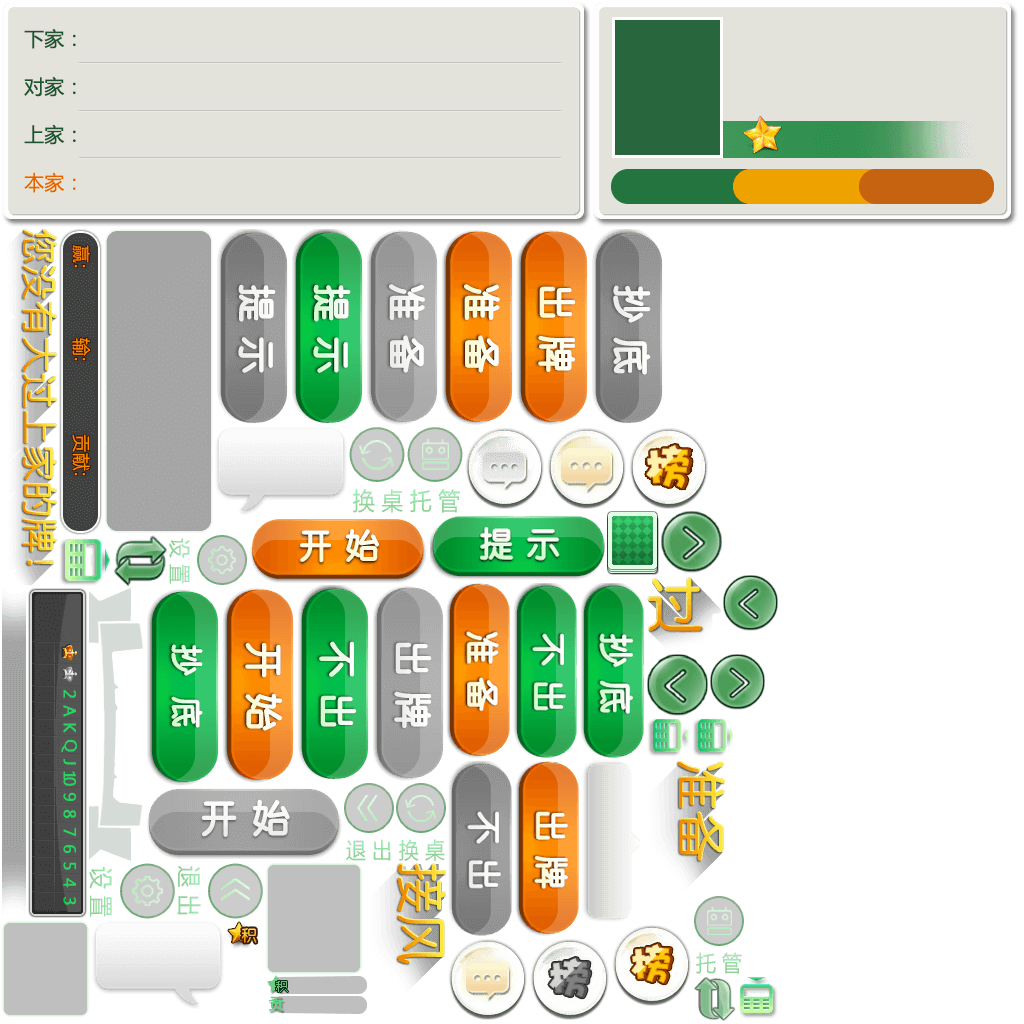 下家：
对家：
上家：
本家：
您没有大过上家的牌！
赢：
输：
贡献：
提示
提示
准备
准备
出牌
抄底
换桌
托管
榜
设置
开始
提示
过
抄底
开始
不出
出牌
准备
不出
抄底
2 A K Q J 10 9 8 7 6 5 4 3
准备
开始
退出
换桌
不出
出牌
设置
退出
积
接风
榜
榜
托管
积
贡